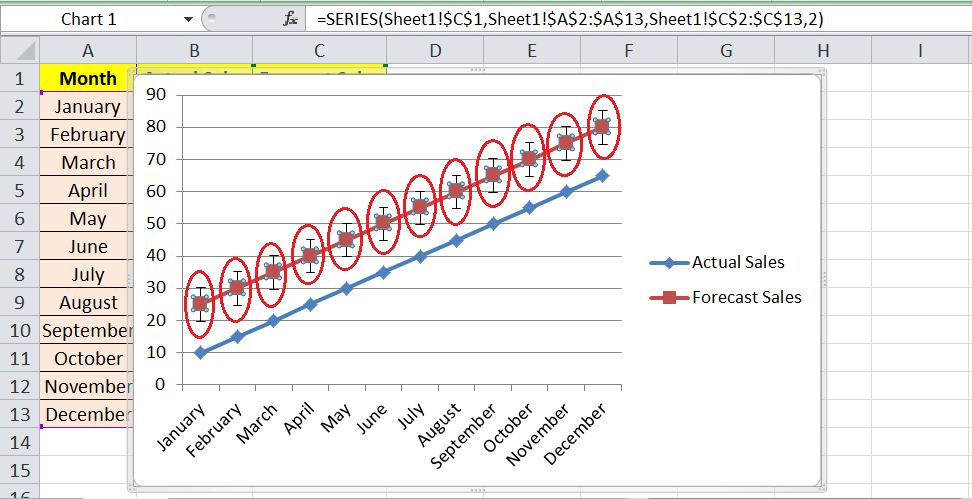 Chart 1 fx =SERIES(Sheet1!$C$1,Sheet1!$A$2:$A$13,Sheet1!$C$2:$C$13,2)
A B C D E F G H I
1 Month
2 January
3 February
4 March
5 April
6 May
7 June
8 July
9 August
10 September
11 October
12 November
13 December
14
15
16
90
80
70
60
50
40
30
20
10
0
January February March April May June July August September October November December
Actual Sales
Forecast Sales